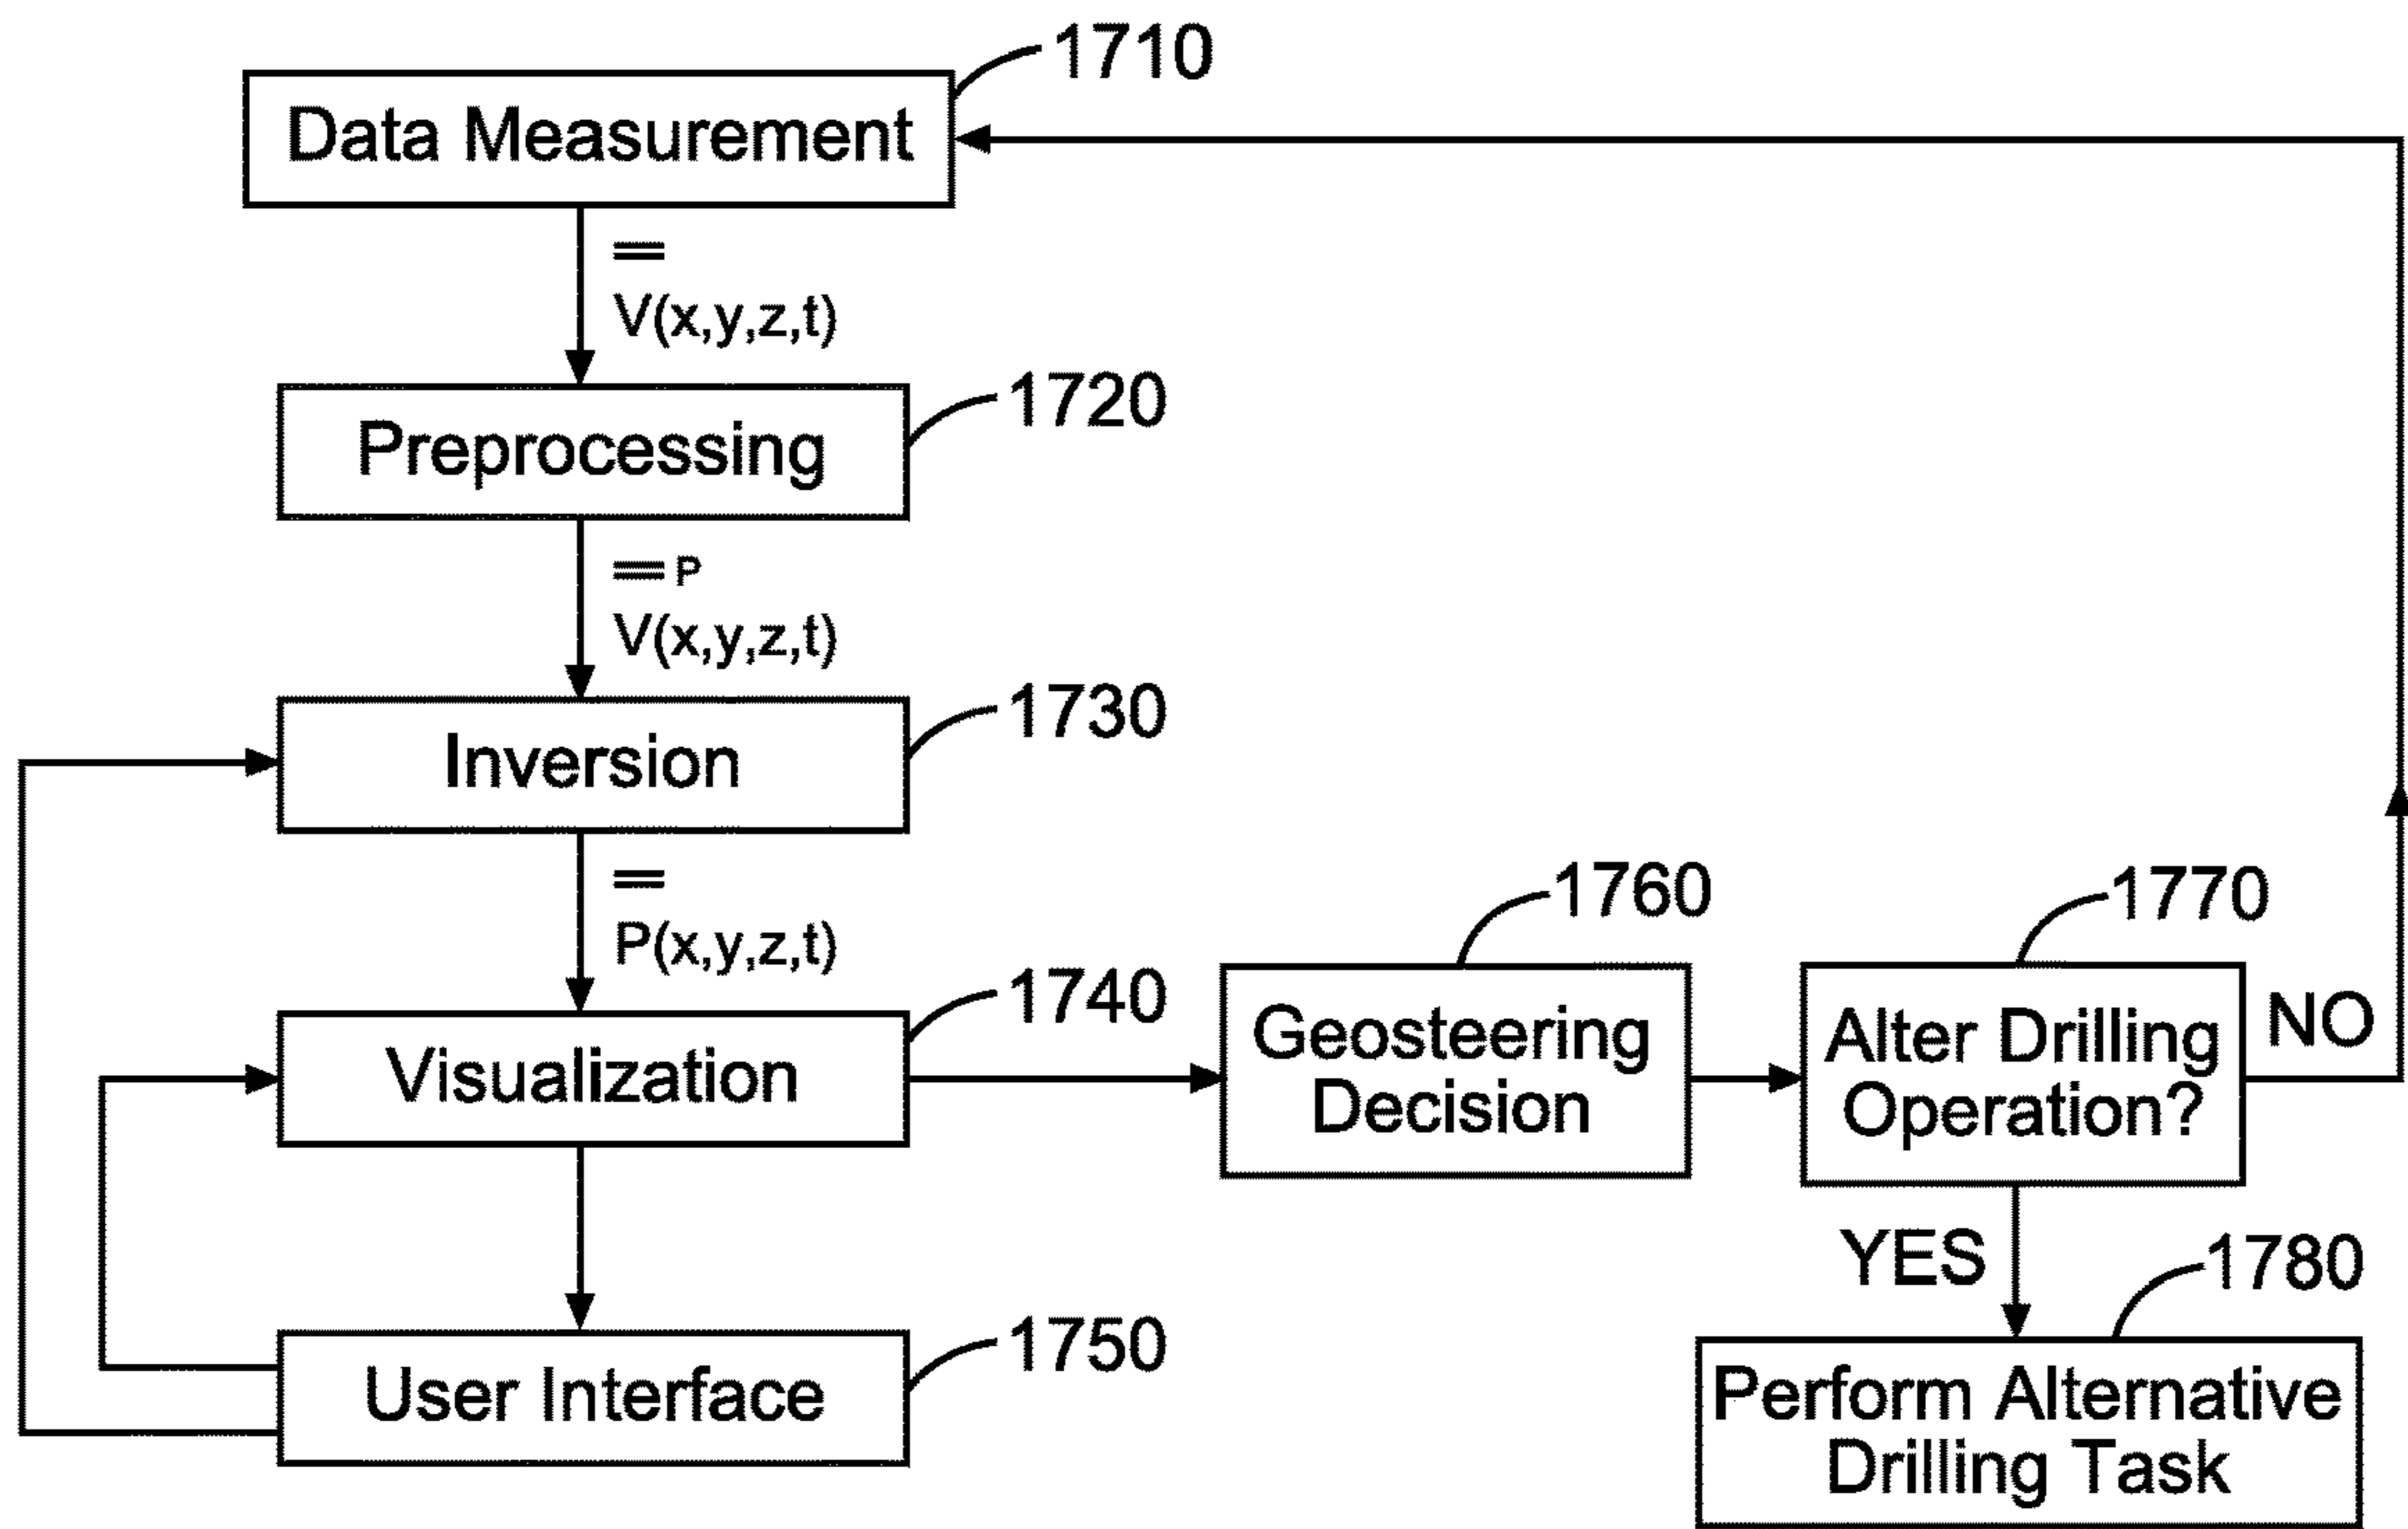 1710
Data Measurement
V(x,y,z,t)
1720
Preprocessing
P
V(x,y,z,t)
1730
Inversion
P(x,y,z,t)
1740
Visualization
1750
User Interface
1760
Geosteering
Decision
1770
Alter Drilling
Operation?
NO
YES
1780
Perform Alternative
Drilling Task